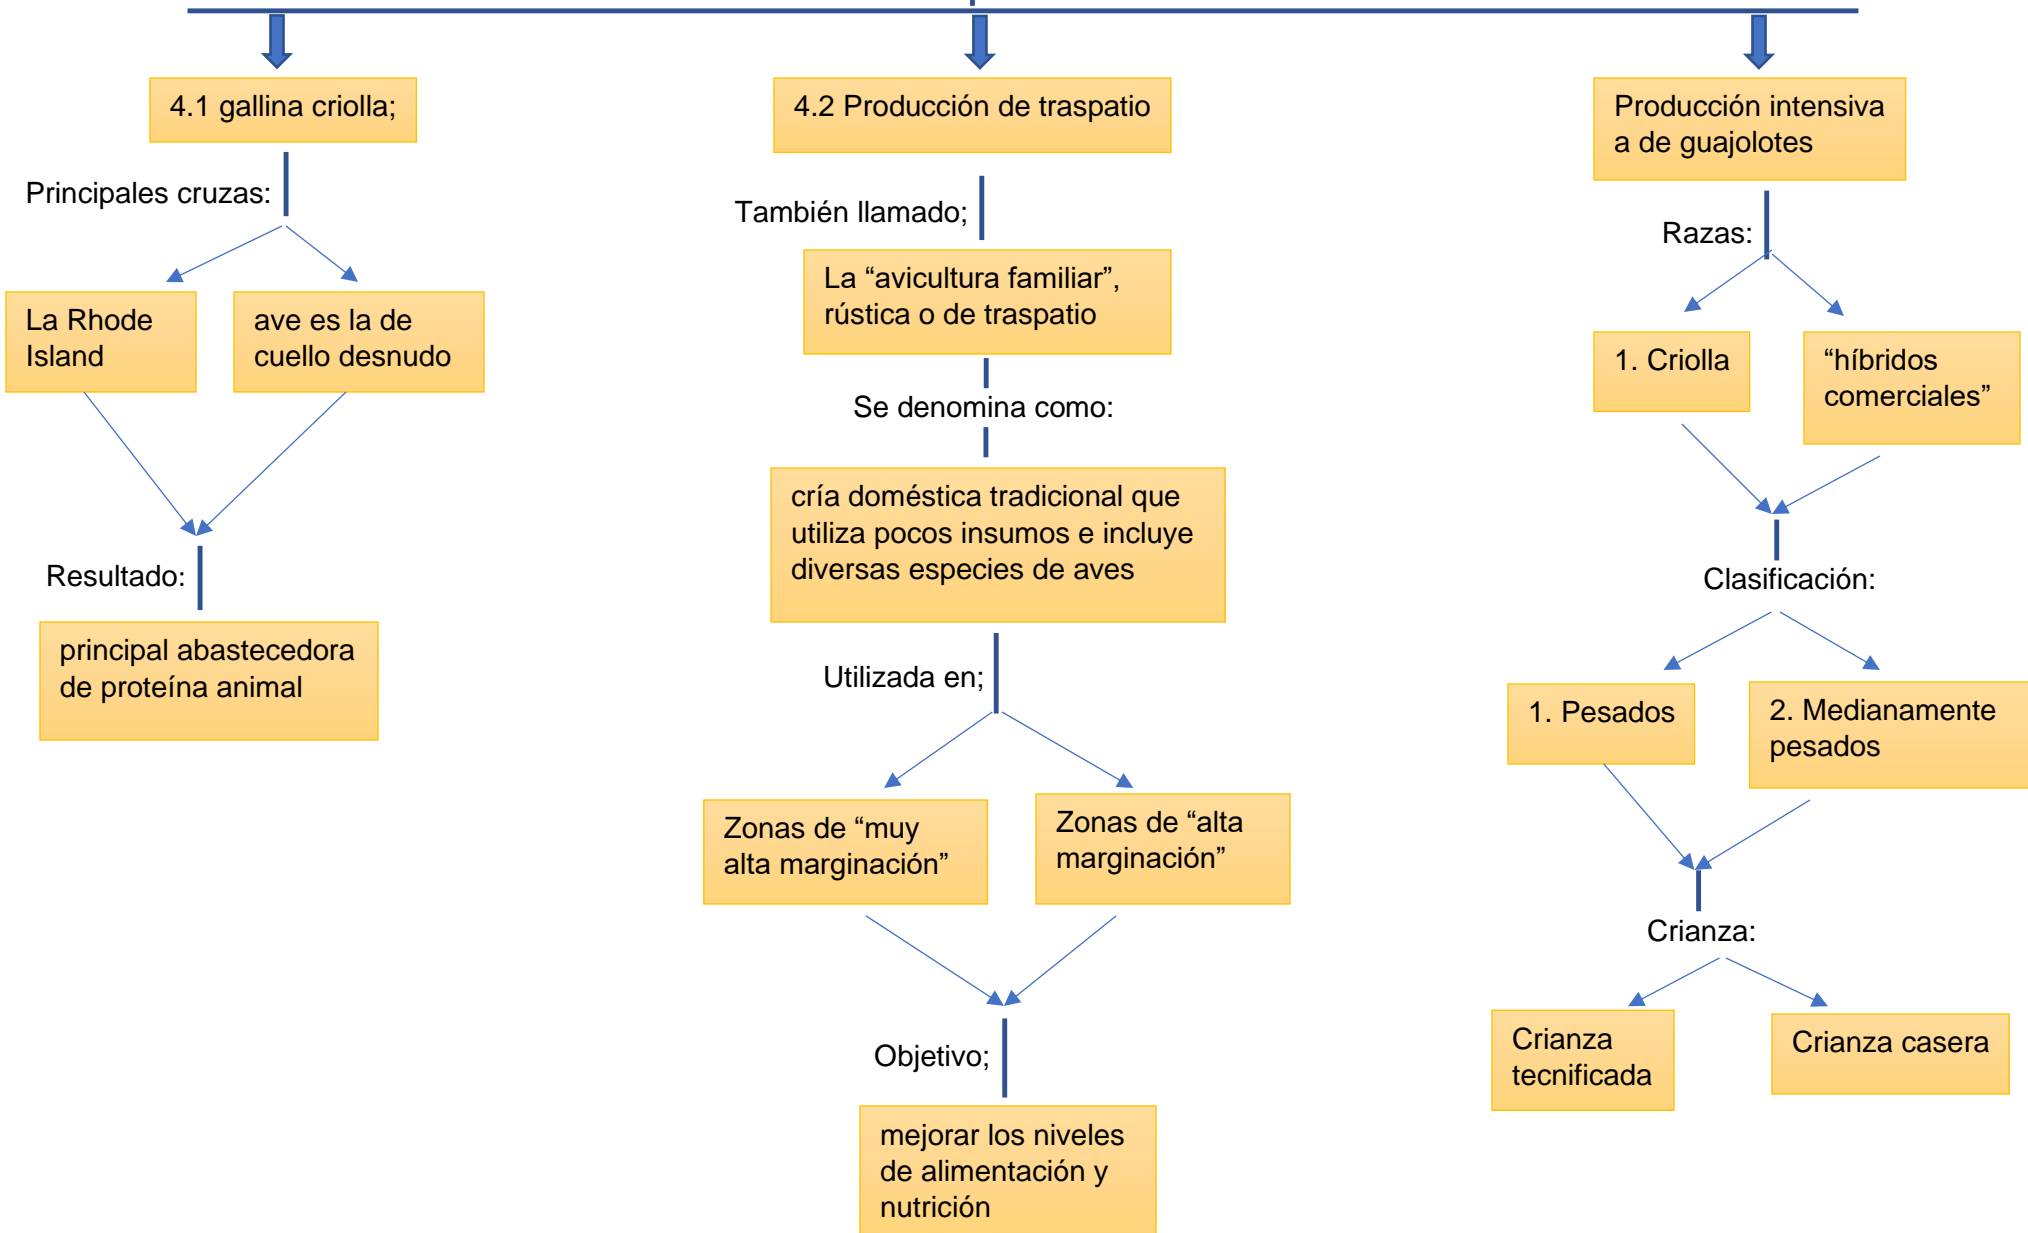 4.1 gallina criolla;
Principales cruzas:
La Rhode
Island
ave es la de
cuello desnudo
Resultado:
principal abastecedora
de proteína animal
4.2 Producción de traspatio
También llamado;
La “avicultura familiar”,
rústica o de traspatio
Se denomina como:
cría doméstica tradicional que
utiliza pocos insumos e incluye
diversas especies de aves
Utilizada en;
Zonas de “muy
alta marginación”
Zonas de “alta
marginación”
Objetivo;
mejorar los niveles
de alimentación y
nutrición
Producción intensiva
a de guajolotes
Razas:
1. Criolla
“híbridos
comerciales”
Clasificación:
1. Pesados
2. Medianamente
pesados
Crianza:
Crianza
tecnificada
Crianza casera